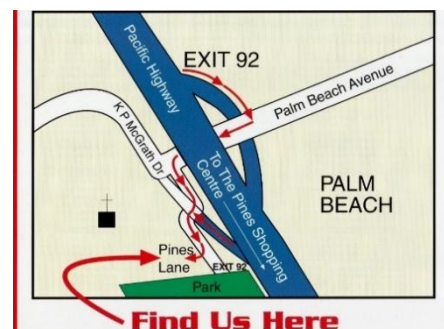 Pacific Highway
EXIT 92
Palm Beach Avenue
K P McGrath Dr
To The Pines Shopping
Centre
PALM
BEACH
Pines
Lane
EXIT 92
Park
Find Us Here